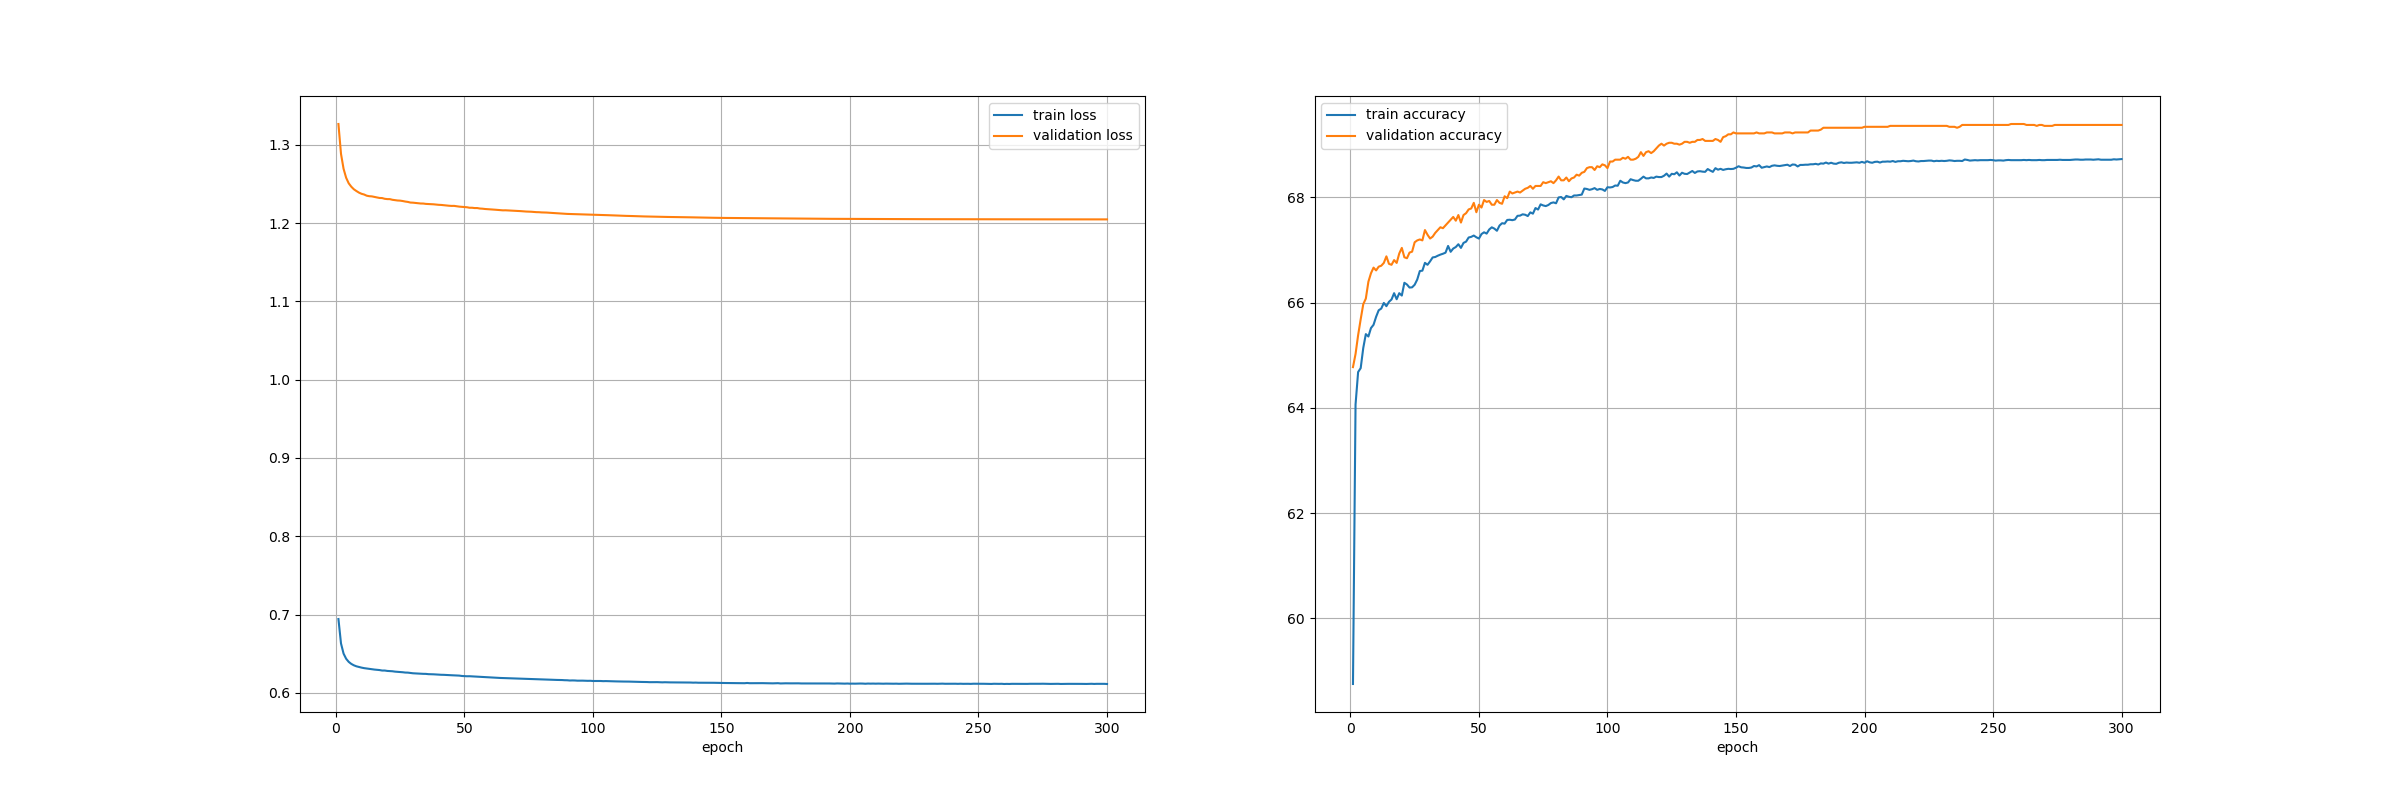 train loss
validation loss
1.3
1.2
1.1
1.0
0.9
0.8
0.7
0.6
0 50 100 150 200 250 300
epoch
train accuracy
validation accuracy
68
66
64
62
60
0 50 100 150 200 250 300
epoch